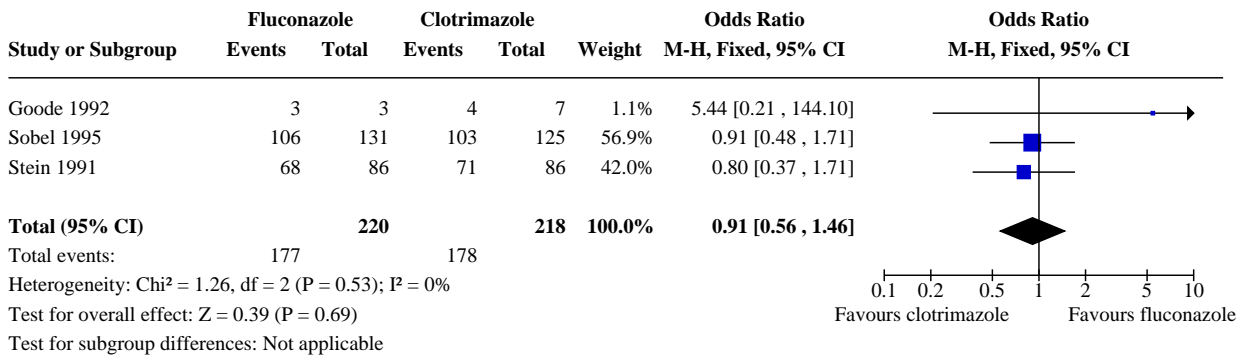 Fluconazole Clotrimazole Odds Ratio Odds Ratio
Study or Subgroup Events Total Events Total Weight M-H, Fixed, 95% CI M-H, Fixed, 95% CI
Goode 1992 3 3 4 7 1.1% 5.44 [0.21 , 144.10]
Sobel 1995 106 131 103 125 56.9% 0.91 [0.48 , 1.71]
Stein 1991 68 86 71 86 42.0% 0.80 [0.37 , 1.71]
Total (95% CI) 220 218 100.0% 0.91 [0.56 , 1.46]
Total events: 177 178
Heterogeneity: Chi² = 1.26, df = 2 (P = 0.53); I² = 0%
0.1 0.2 0.5 1 2 5 10
Test for overall effect: Z = 0.39 (P = 0.69) Favours clotrimazole Favours fluconazole
Test for subgroup differences: Not applicable